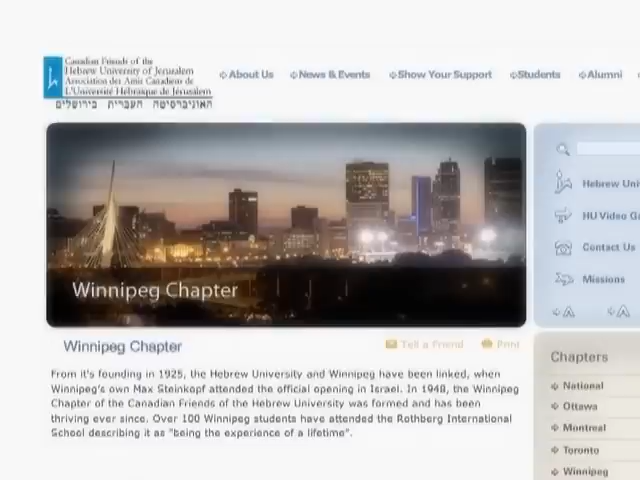 Canadian Friends of the
Hebrew University of Jerusalem
Association des Amis Canadiens de
L'Université Hébraïque de Jérusalem
האוניברסיטה העברית בירושלים
About Us
News & Events
Show Your Support
Students
Alumni
Winnipeg Chapter
Hebrew Uni
HU Video Ga
Contact Us
Missions
A A
Winnipeg Chapter
Tell a Friend
Print
From it's founding in 1925, the Hebrew University and Winnipeg have been linked, when
Winnipeg's own Max Steinkopf attended the official opening in Israel. In 1948, the Winnipeg
Chapter of the Canadian Friends of the Hebrew University was formed and has been
thriving ever since. Over 100 Winnipeg students have attended the Rothberg International
School describing it as "being the experience of a lifetime".
Chapters
National
Ottawa
Montreal
Toronto
Winnipeg